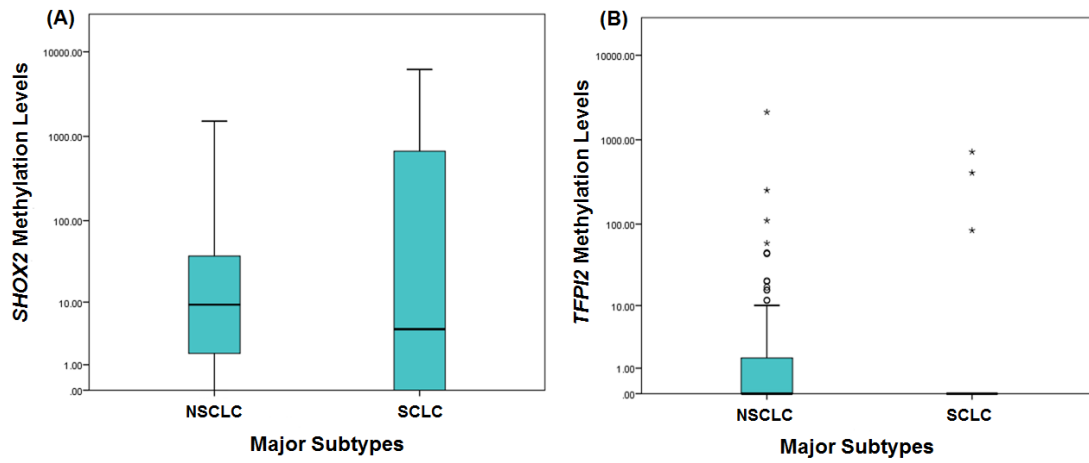 (A)
SHOX2 Methylation Levels
10000.00
1000.00
100.00
10.00
1.00
.00
NSCLC
SCLC
Major Subtypes
(B)
TFPI2 Methylation Levels
10000.00
1000.00
100.00
10.00
1.00
.00
NSCLC
SCLC
Major Subtypes